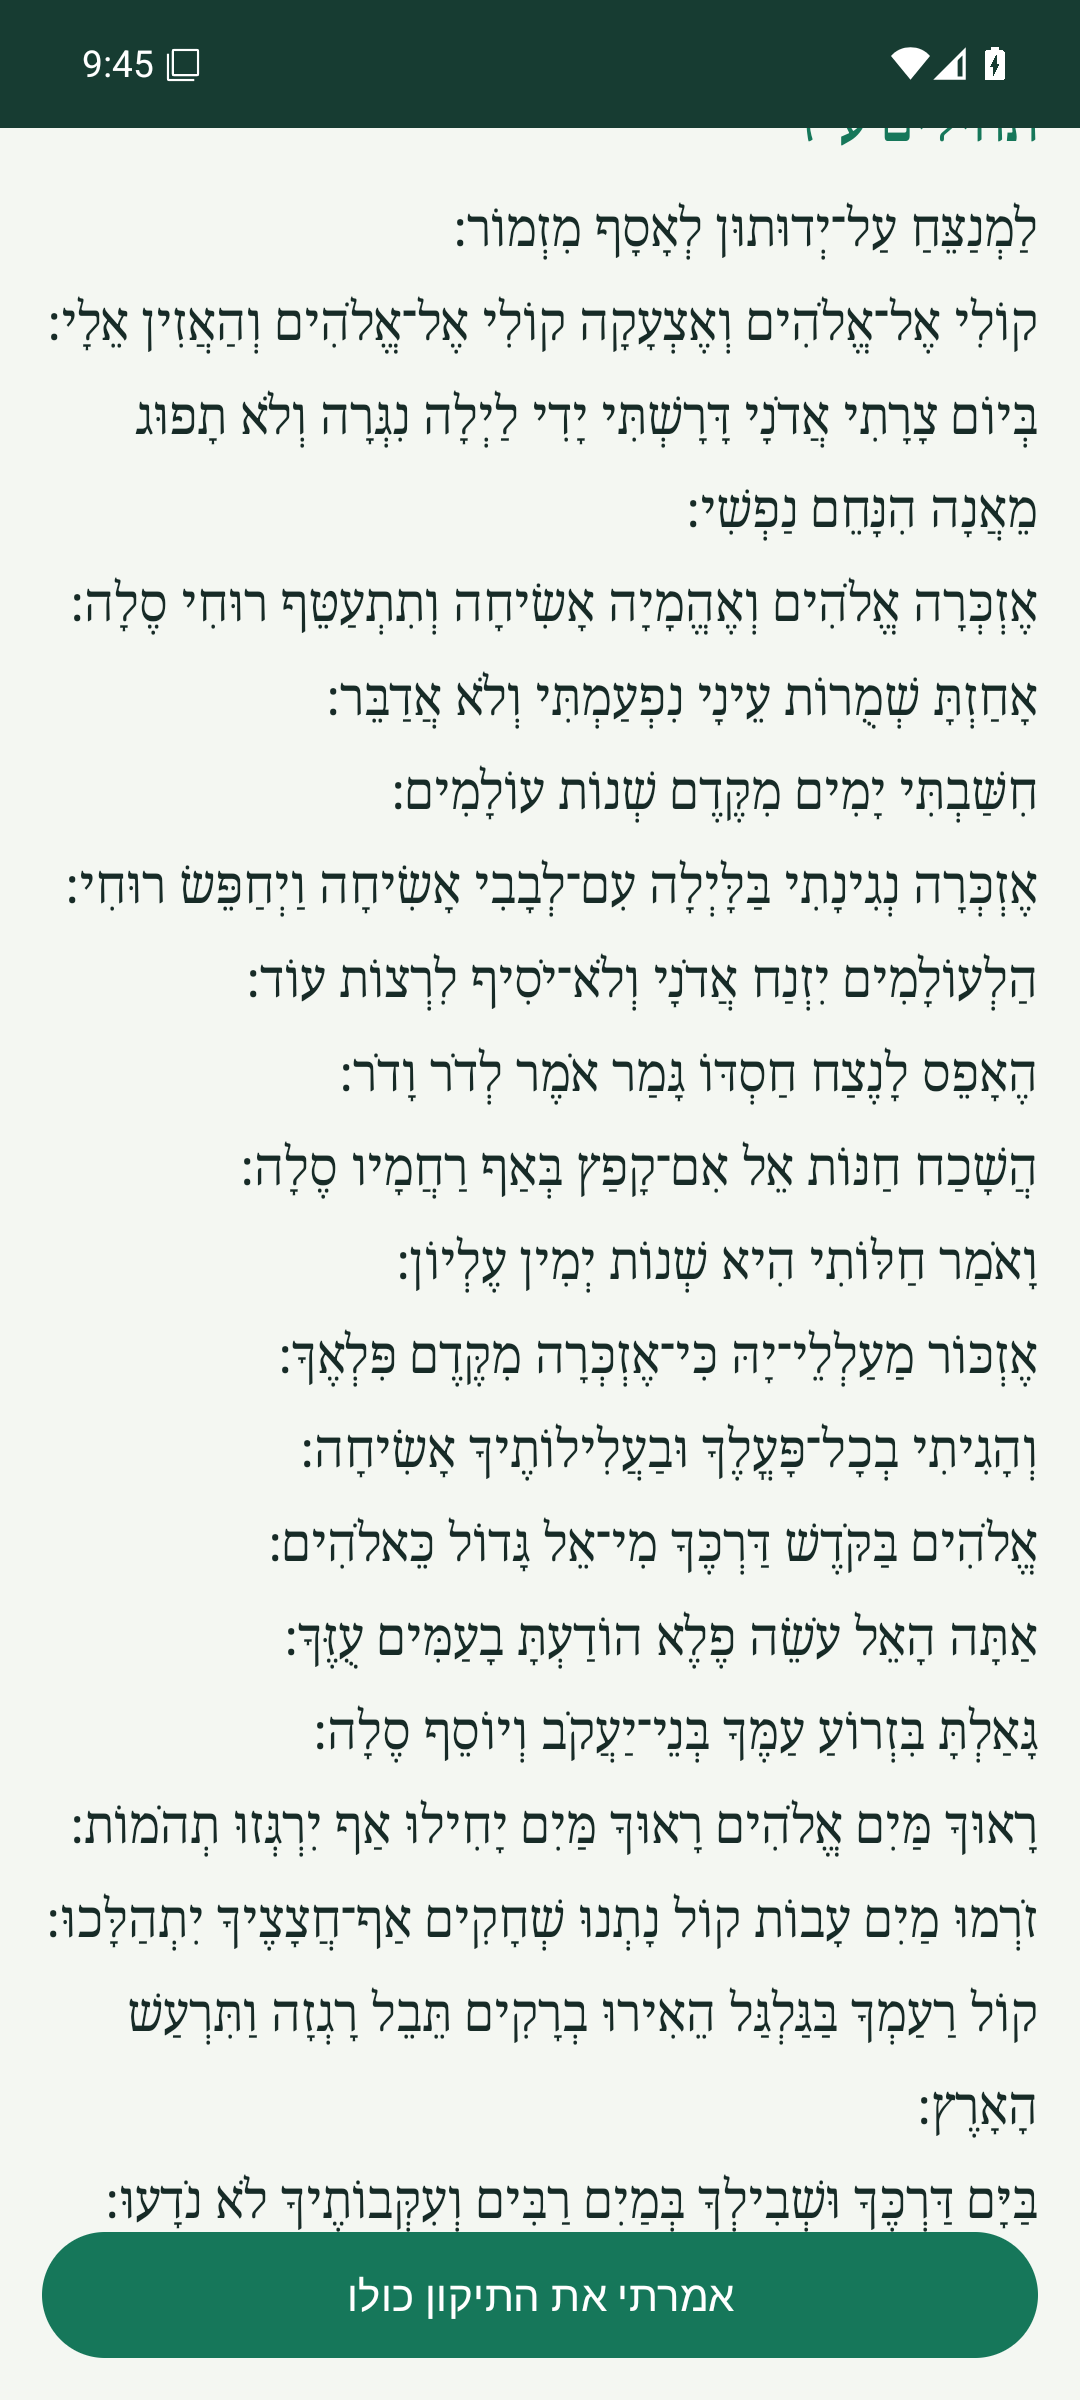 9:45
תהילים ע״ז
לַמְנַצֵּחַ עַל־יְדוּתוּן לְאָסָף מִזְמוֹר:
קוֹלִי אֶל־אֱלֹהִים וְאֶצְעָקָה קוֹלִי אֶל־אֱלֹהִים וְהַאֲזִין אֵלָי:
בְּיוֹם צָרָתִי אֲדֹנָי דָּרָשְׁתִּי יָדִי לַיְלָה נִגְּרָה וְלֹא תָפוּג
מֵאֲנָה הִנָּחֵם נַפְשִׁי:
אֶזְכְּרָה אֱלֹהִים וְאֶהֱמָיָה אָשִׂיחָה וְתִתְעַטֵּף רוּחִי סֶלָה:
אָחַזְתָּ שְׁמֻרוֹת עֵינָי נִפְעַמְתִּי וְלֹא אֲדַבֵּר:
חִשַּׁבְתִּי יָמִים מִקֶּדֶם שְׁנוֹת עוֹלָמִים:
אֶזְכְּרָה נְגִינָתִי בַּלָּיְלָה עִם־לְבָבִי אָשִׂיחָה וַיְחַפֵּשׂ רוּחִי:
הַלְעוֹלָמִים יִזְנַח אֲדֹנָי וְלֹא־יֹסִיף לִרְצוֹת עוֹד:
הֶאָפֵס לָנֶצַח חַסְדּוֹ גָּמַר אֹמֶר לְדֹר וָדֹר:
הֲשָׁכַח חַנּוֹת אֵל אִם־קָפַץ בְּאַף רַחֲמָיו סֶלָה:
וָאֹמַר חַלּוֹתִי הִיא שְׁנוֹת יְמִין עֶלְיוֹן:
אֶזְכּוֹר מַעַלְלֵי־יָהּ כִּי־אֶזְכְּרָה מִקֶּדֶם פִּלְאֶךָ:
וְהָגִיתִי בְכָל־פָּעֳלֶךָ וּבַעֲלִילוֹתֶיךָ אָשִׂיחָה:
אֱלֹהִים בַּקֹּדֶשׁ דַּרְכֶּךָ מִי־אֵל גָּדוֹל כֵּאלֹהִים:
אַתָּה הָאֵל עֹשֵׂה פֶלֶא הוֹדַעְתָּ בָעַמִּים עֻזֶּךָ:
גָּאַלְתָּ בִּזְרוֹעַ עַמֶּךָ בְּנֵי־יַעֲקֹב וְיוֹסֵף סֶלָה:
רָאוּךָ מַּיִם אֱלֹהִים רָאוּךָ מַּיִם יָחִילוּ אַף יִרְגְּזוּ תְהֹמוֹת:
זֹרְמוּ מַיִם עָבוֹת קוֹל נָתְנוּ שְׁחָקִים אַף־חֲצָצֶיךָ יִתְהַלָּכוּ:
קוֹל רַעַמְךָ בַּגַּלְגַּל הֵאִירוּ בְרָקִים תֵּבֵל רָגְזָה וַתִּרְעַשׁ
הָאָרֶץ:
בַּיָּם דַּרְכֶּךָ וּשְׁבִילְךָ בְּמַיִם רַבִּים וְעִקְּבוֹתֶיךָ לֹא נֹדָעוּ:
אמרתי את התיקון כולו